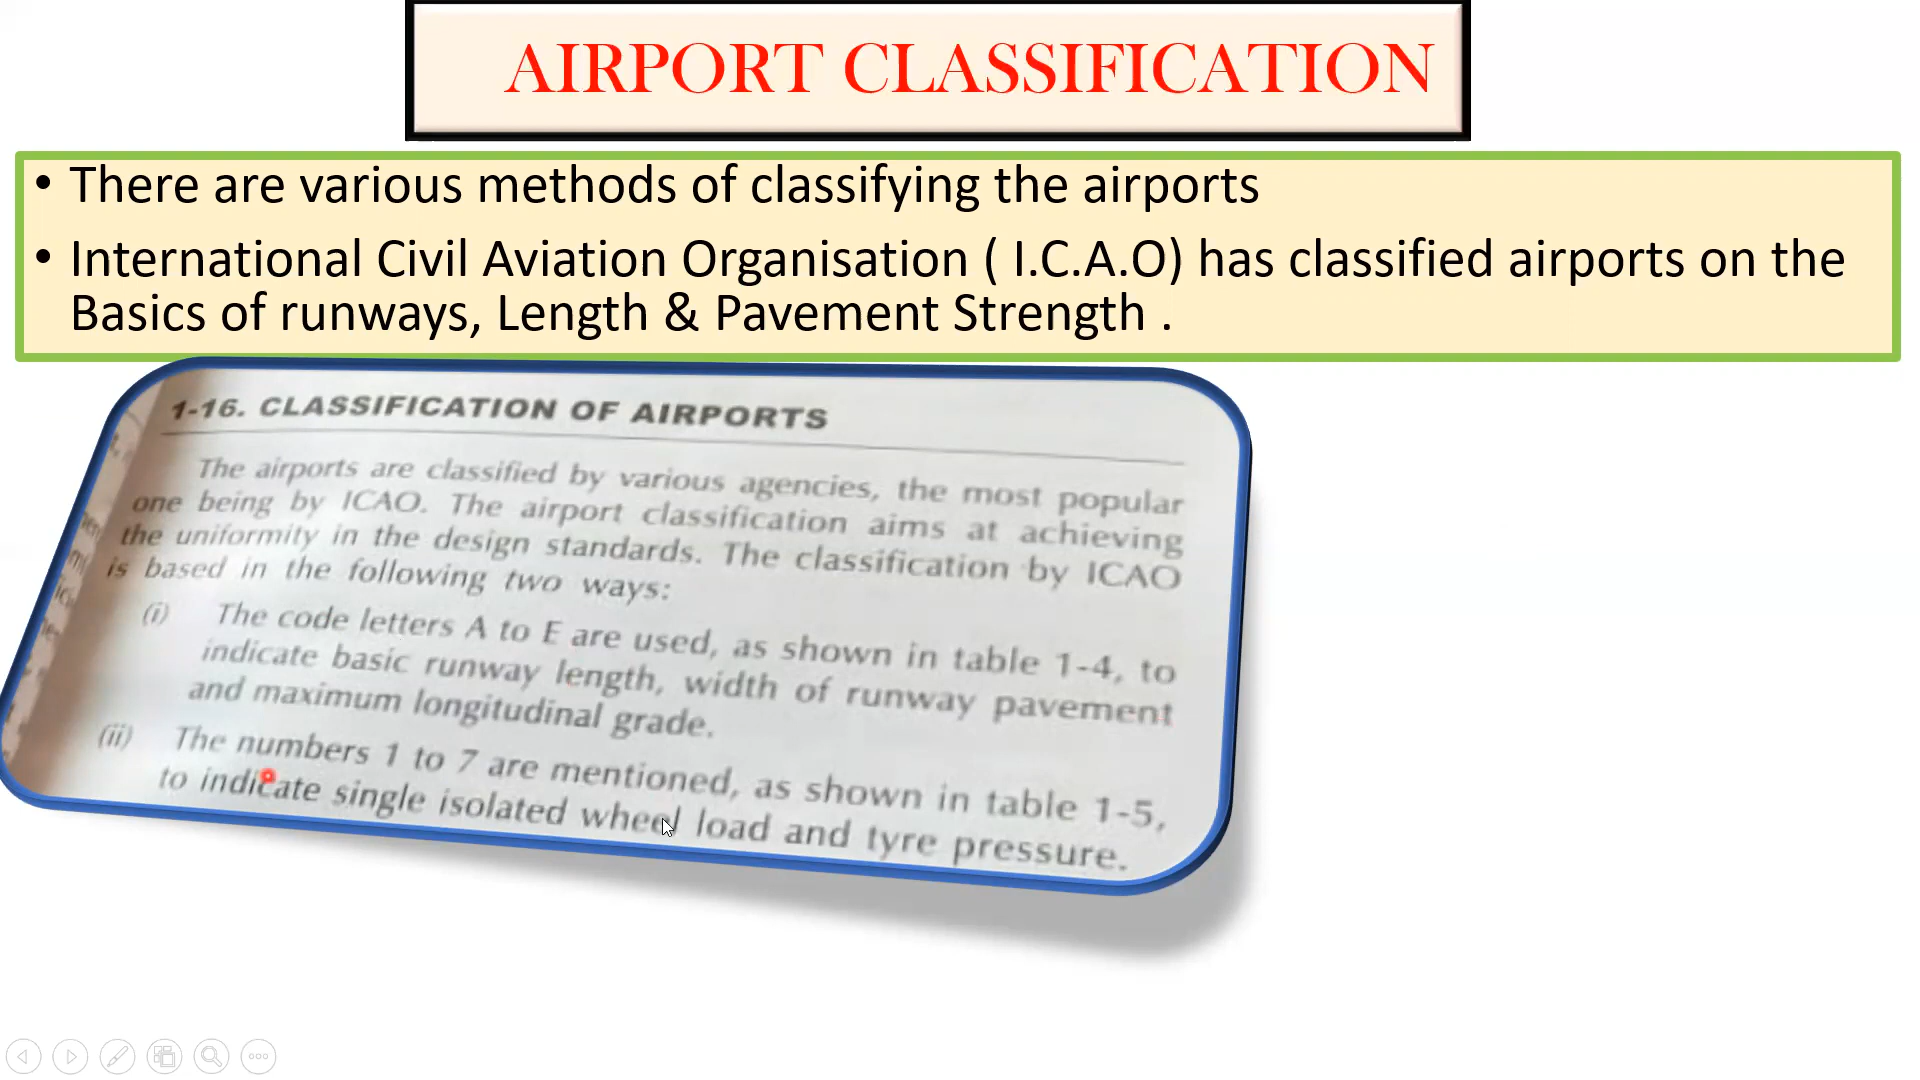 AIRPORT CLASSIFICATION
• There are various methods of classifying the airports
• International Civil Aviation Organisation ( I.C.A.O) has classified airports on the
Basics of runways, Length & Pavement Strength .
1-16. CLASSIFICATION OF AIRPORTS
The airports are classified by various agencies, the most popular
one being by ICAO. The airport classification aims at achieving
the uniformity in the design standards. The classification by ICAO
is based in the following two ways:
(i) The code letters A to E are used, as shown in table 1-4, to
indicate basic runway length, width of runway pavement
and maximum longitudinal grade.
(ii) The numbers 1 to 7 are mentioned, as shown in table 1-5,
to indicate single isolated wheel load and tyre pressure.